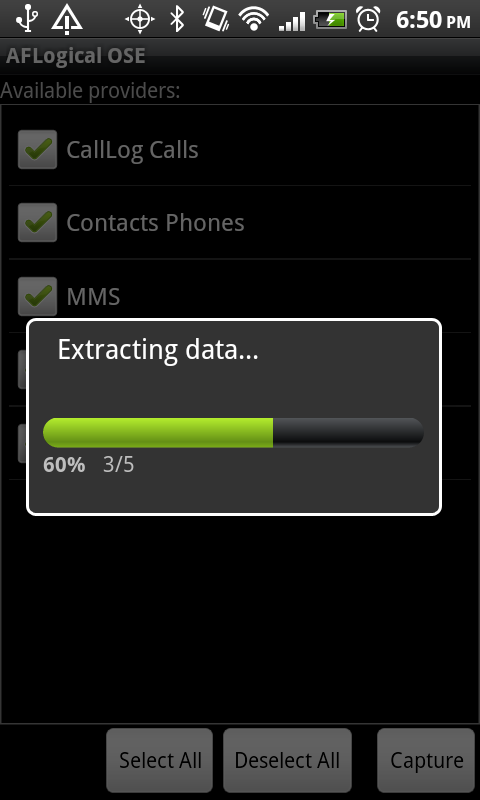 6:50 PM
AFLogical OSE
Available providers:
CallLog Calls
Contacts Phones
MMS
Extracting data...
60% 3/5
Select All Deselect All Capture